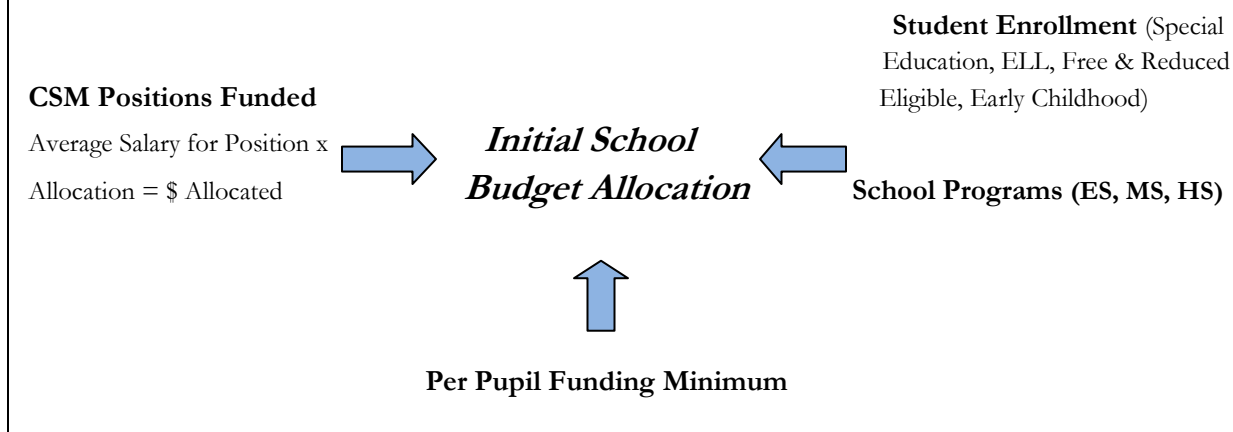 CSM Positions Funded
Average Salary for Position x
Allocation = $ Allocated
Initial School
Budget Allocation
Student Enrollment (Special
Education, ELL, Free & Reduced
Eligible, Early Childhood)
School Programs (ES, MS, HS)
Per Pupil Funding Minimum